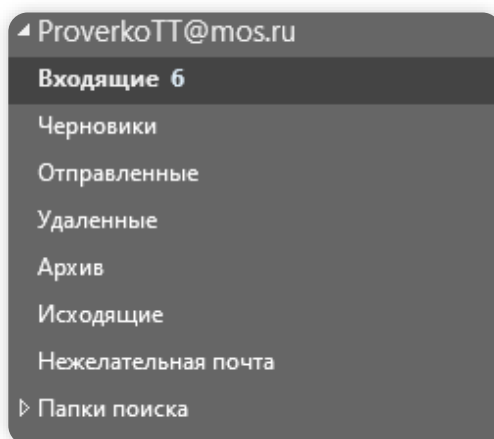 ProverkoTT@mos.ru
Входящие 6
Черновики
Отправленные
Удаленные
Архив
Исходящие
Нежелательная почта
Папки поиска